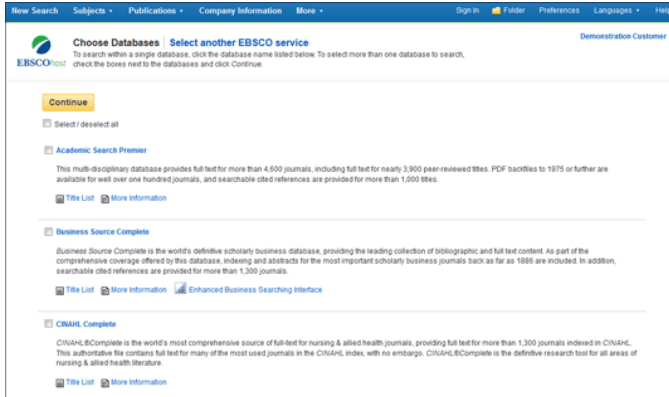 New Search Subjects Publications Company Information More Sign In Folder Preferences Languages Help
Demonstration Customer
EBSCOhost
Choose Databases | Select another EBSCO service
To search within a single database, click the database name listed below. To select more than one database to search,
check the boxes next to the databases and click Continue.
Continue
Select / deselect all
Academic Search Premier
This multi-disciplinary database provides full text for more than 4,600 journals, including full text for nearly 3,900 peer-reviewed titles. PDF backfiles to 1975 or further are
available for well over one hundred journals, and searchable cited references are provided for more than 1,000 titles.
Title List More Information
Business Source Complete
Business Source Complete is the world's definitive scholarly business database, providing the leading collection of bibliographic and full text content. As part of the
comprehensive coverage offered by this database, indexing and abstracts for the most important scholarly business journals back as far as 1886 are included. In addition,
searchable cited references are provided for more than 1,300 journals.
Title List More Information Enhanced Business Searching Interface
CINAHL Complete
CINAHL®Complete is the world's most comprehensive source of full-text for nursing & allied health journals, providing full text for more than 1,300 journals indexed in CINAHL.
This authoritative file contains full text for many of the most used journals in the CINAHL index, with no embargo. CINAHL®Complete is the definitive research tool for all areas of
nursing & allied health literature.
Title List More Information